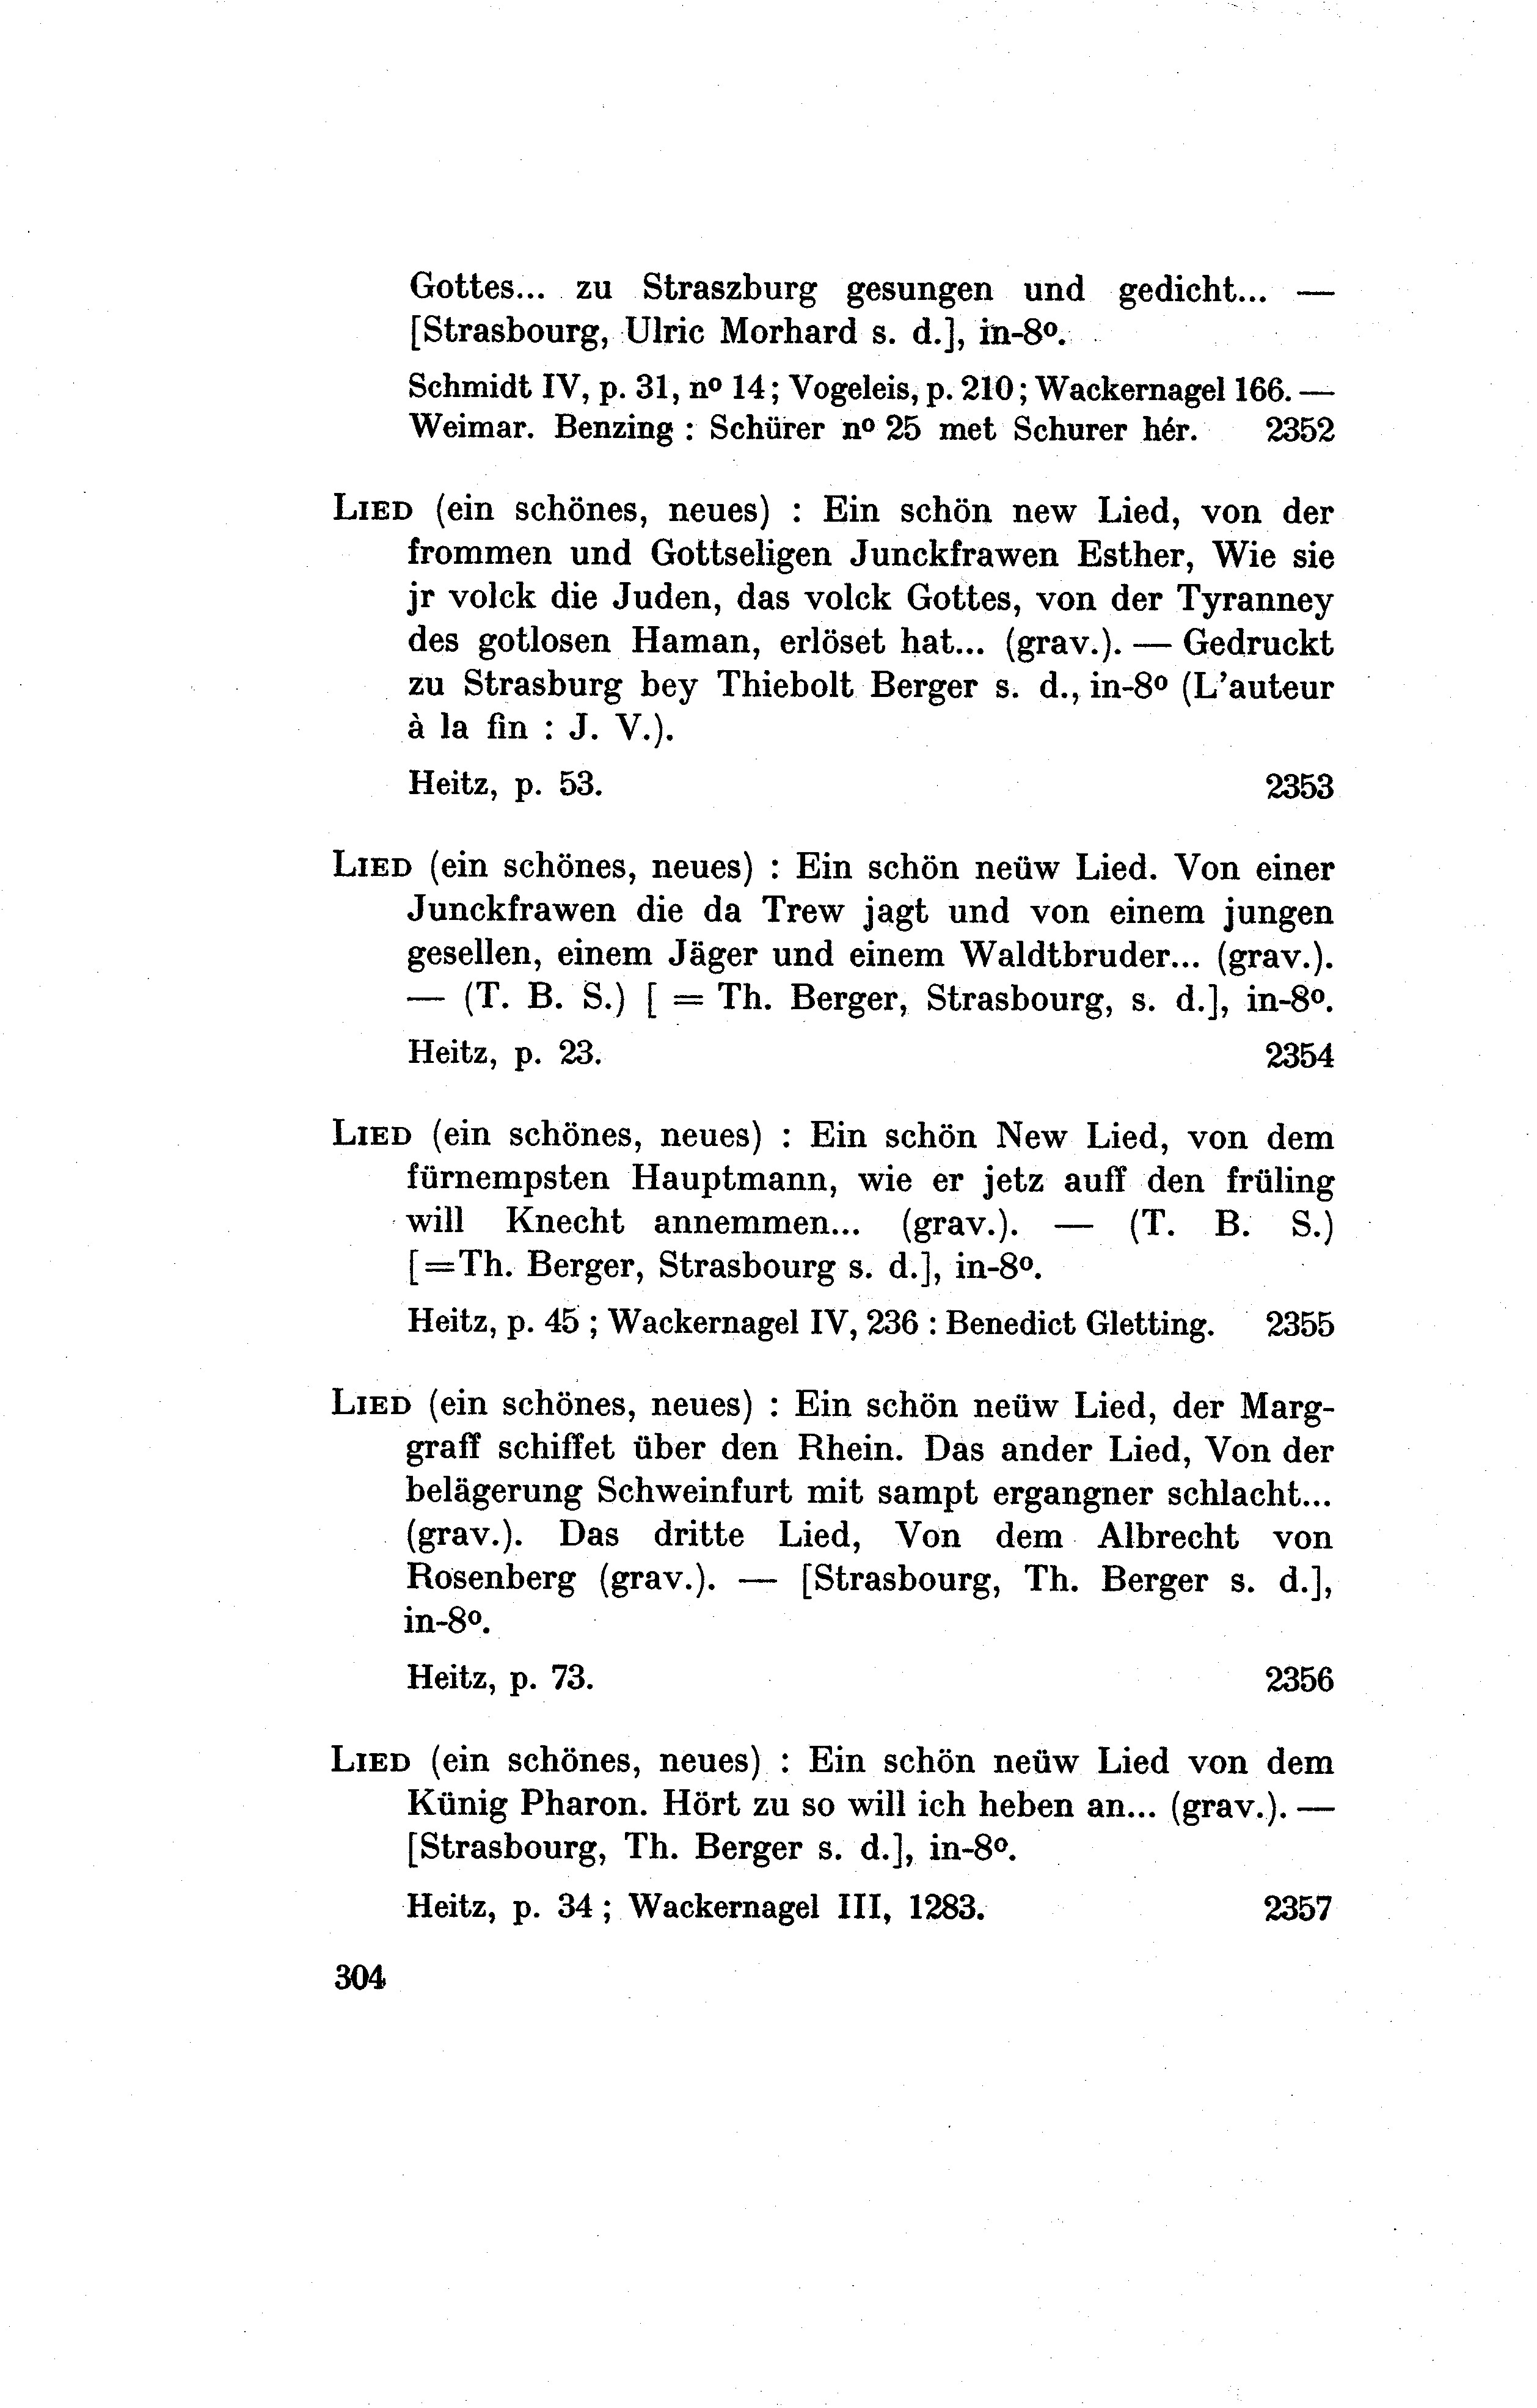 Gottes... zu Straszburg gesungen und gedicht... —
[Strasbourg, Ulric Morhard s. d.], in-8º.
Schmidt IV, p. 31, nº 14; Vogeleis, p. 210; Wackernagel 166. —
Weimar. Benzing : Schürer nº 25 met Schurer hér. 2352
LIED (ein schönes, neues) : Ein schön new Lied, von der
frommen und Gottseligen Junckfrawen Esther, Wie sie
jr volck die Juden, das volck Gottes, von der Tyranney
des gotlosen Haman, erlöset hat... (grav.). — Gedruckt
zu Strasburg bey Thiebolt Berger s. d., in-8º (L'auteur
à la fin : J. V.).
Heitz, p. 53. 2353
LIED (ein schönes, neues) : Ein schön neüw Lied. Von einer
Junckfrawen die da Trew jagt und von einem jungen
gesellen, einem Jäger und einem Waldtbruder... (grav.).
— (T. B. S.) [ = Th. Berger, Strasbourg, s. d.], in-8º.
Heitz, p. 23. 2354
LIED (ein schönes, neues) : Ein schön New Lied, von dem
fürnempsten Hauptmann, wie er jetz auff den früling
will Knecht annemmen... (grav.). — (T. B. S.)
[=Th. Berger, Strasbourg s. d.], in-8º.
Heitz, p. 45 ; Wackernagel IV, 236 : Benedict Gletting. 2355
LIED (ein schönes, neues) : Ein schön neüw Lied, der Marg-
graff schiffet über den Rhein. Das ander Lied, Von der
belägerung Schweinfurt mit sampt ergangner schlacht...
(grav.). Das dritte Lied, Von dem Albrecht von
Rosenberg (grav.). — [Strasbourg, Th. Berger s. d.],
in-8º.
Heitz, p. 73. 2356
LIED (ein schönes, neues) : Ein schön neüw Lied von dem
Künig Pharon. Hört zu so will ich heben an... (grav.). —
[Strasbourg, Th. Berger s. d.], in-8º.
Heitz, p. 34 ; Wackernagel III, 1283. 2357
304